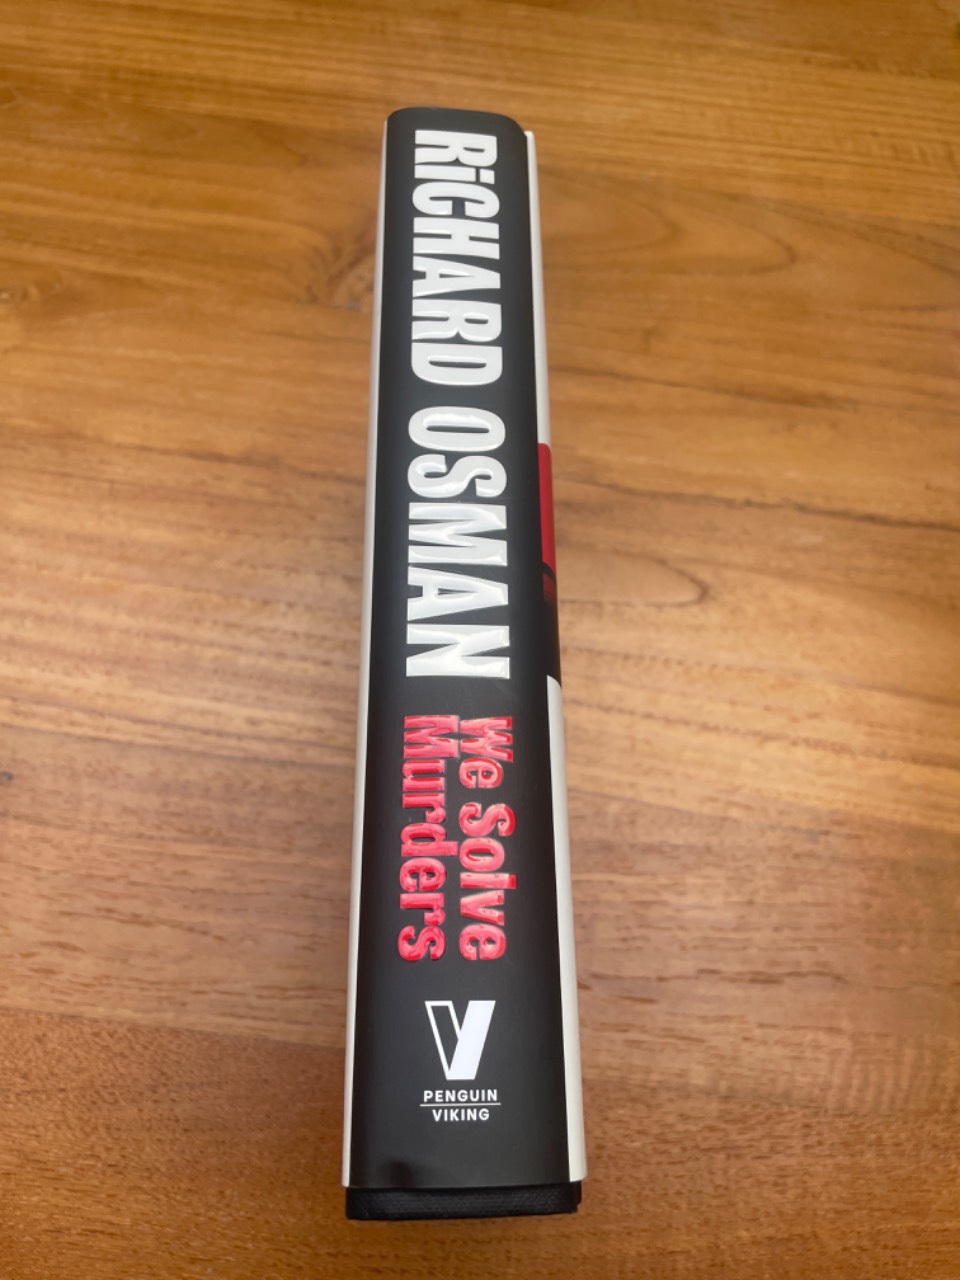 RiCHARD OSMAN
We Solve
Murders
V
PENGUIN
VIKING